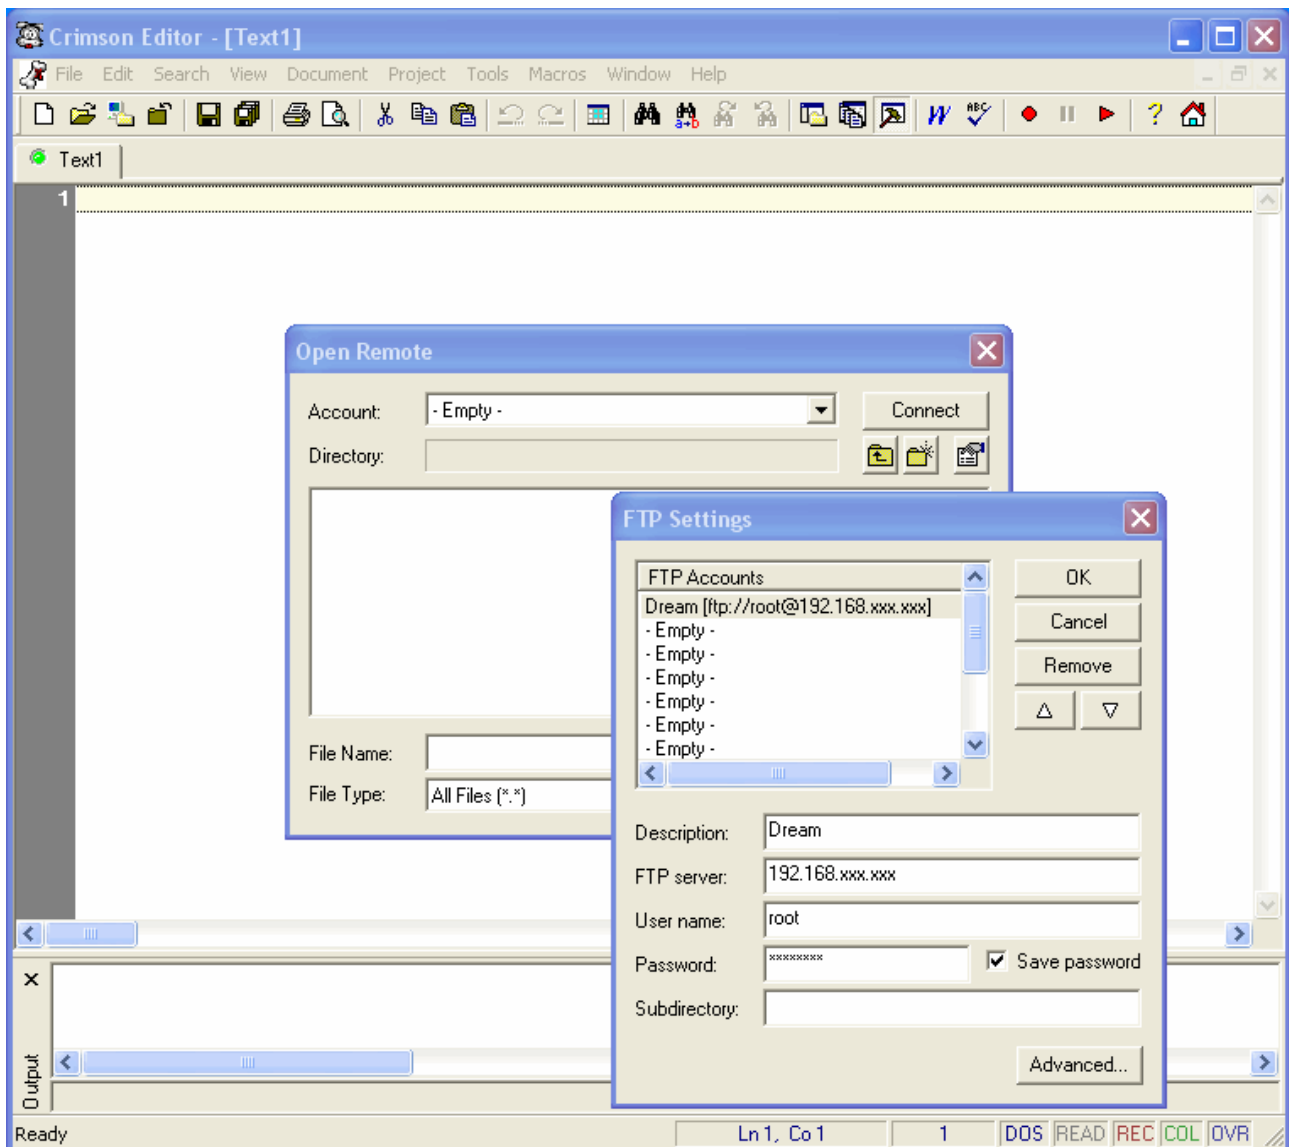 Crimson Editor - [Text1]
File Edit Search View Document Project Tools Macros Window Help
Text1
1
Open Remote
Account: - Empty - Connect
Directory:
File Name:
File Type: All Files (*.*)
FTP Settings
FTP Accounts
Dream [ftp://root@192.168.xxx.xxx]
- Empty -
- Empty -
- Empty -
- Empty -
- Empty -
- Empty -
OK
Cancel
Remove
Description: Dream
FTP server: 192.168.xxx.xxx
User name: root
Password: xxxxxxxx Save password
Subdirectory:
Advanced...
Output
Ready Ln 1, Co 1 1 DOS READ REC COL OVR